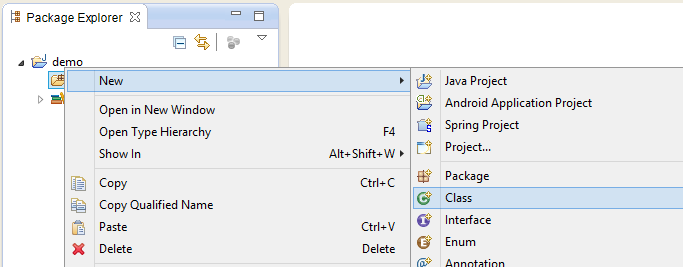 Package Explorer
demo
New
Open in New Window
Open Type Hierarchy F4
Show In Alt+Shift+W
Copy Ctrl+C
Copy Qualified Name
Paste Ctrl+V
Delete Delete
Java Project
Android Application Project
Spring Project
Project...
Package
Class
Interface
Enum
Annotation